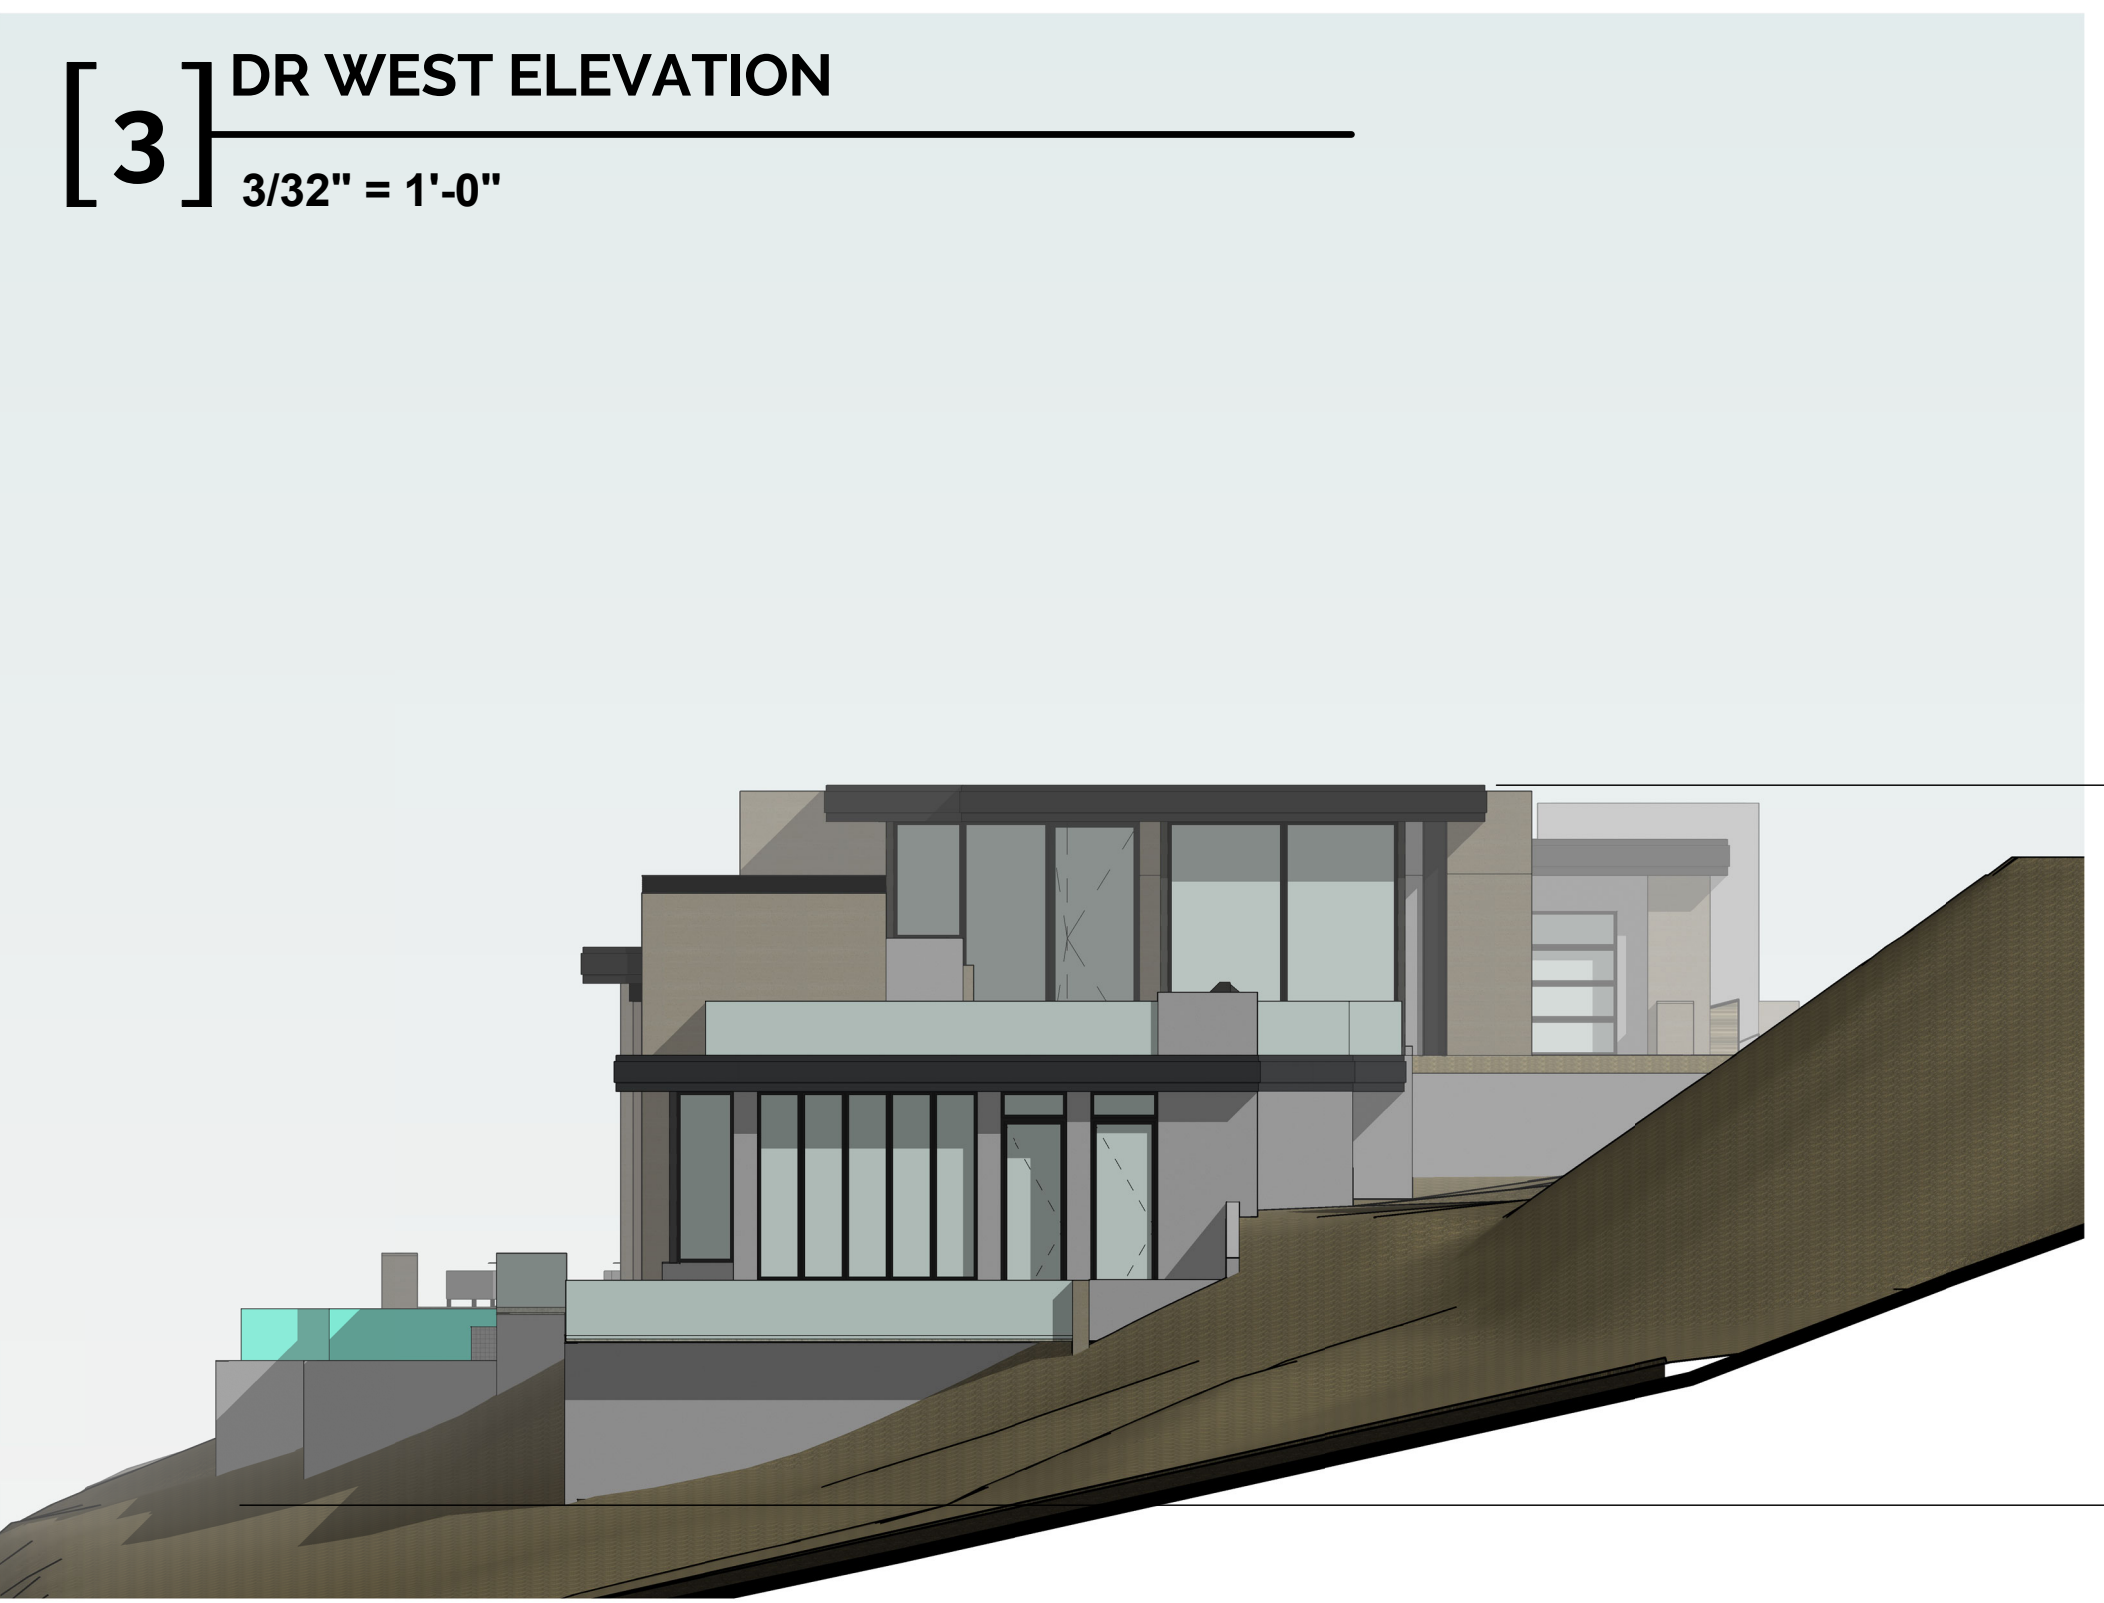 DR WEST ELEVATION
[3]
3/32" = 1'-0"